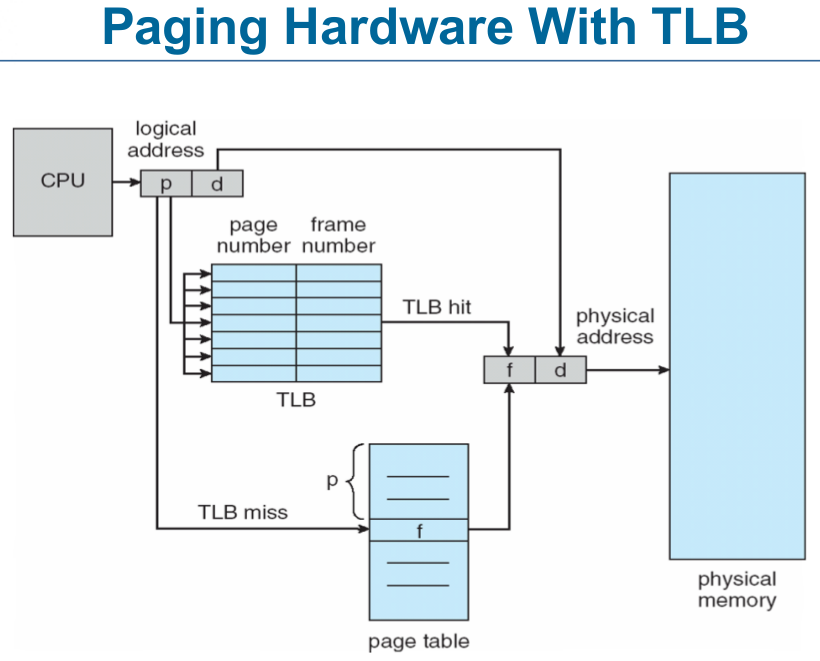 Paging Hardware With TLB
logical
address
CPU
p
d
page
number
frame
number
TLB hit
physical
address
f
d
TLB
p
TLB miss
f
page table
physical
memory